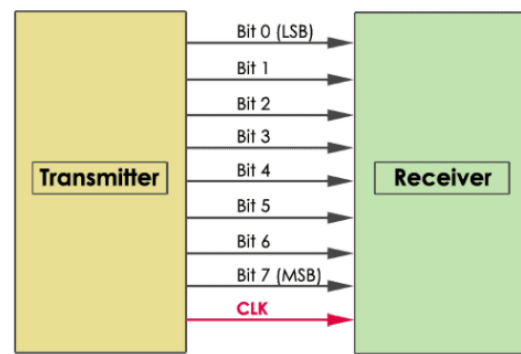 Transmitter
Bit 0 (LSB)
Bit 1
Bit 2
Bit 3
Bit 4
Bit 5
Bit 6
Bit 7 (MSB)
CLK
Receiver